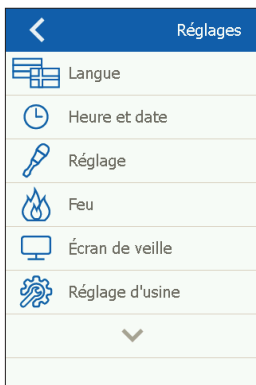 Réglages
Langue
Heure et date
Réglage
Feu
Écran de veille
Réglage d'usine